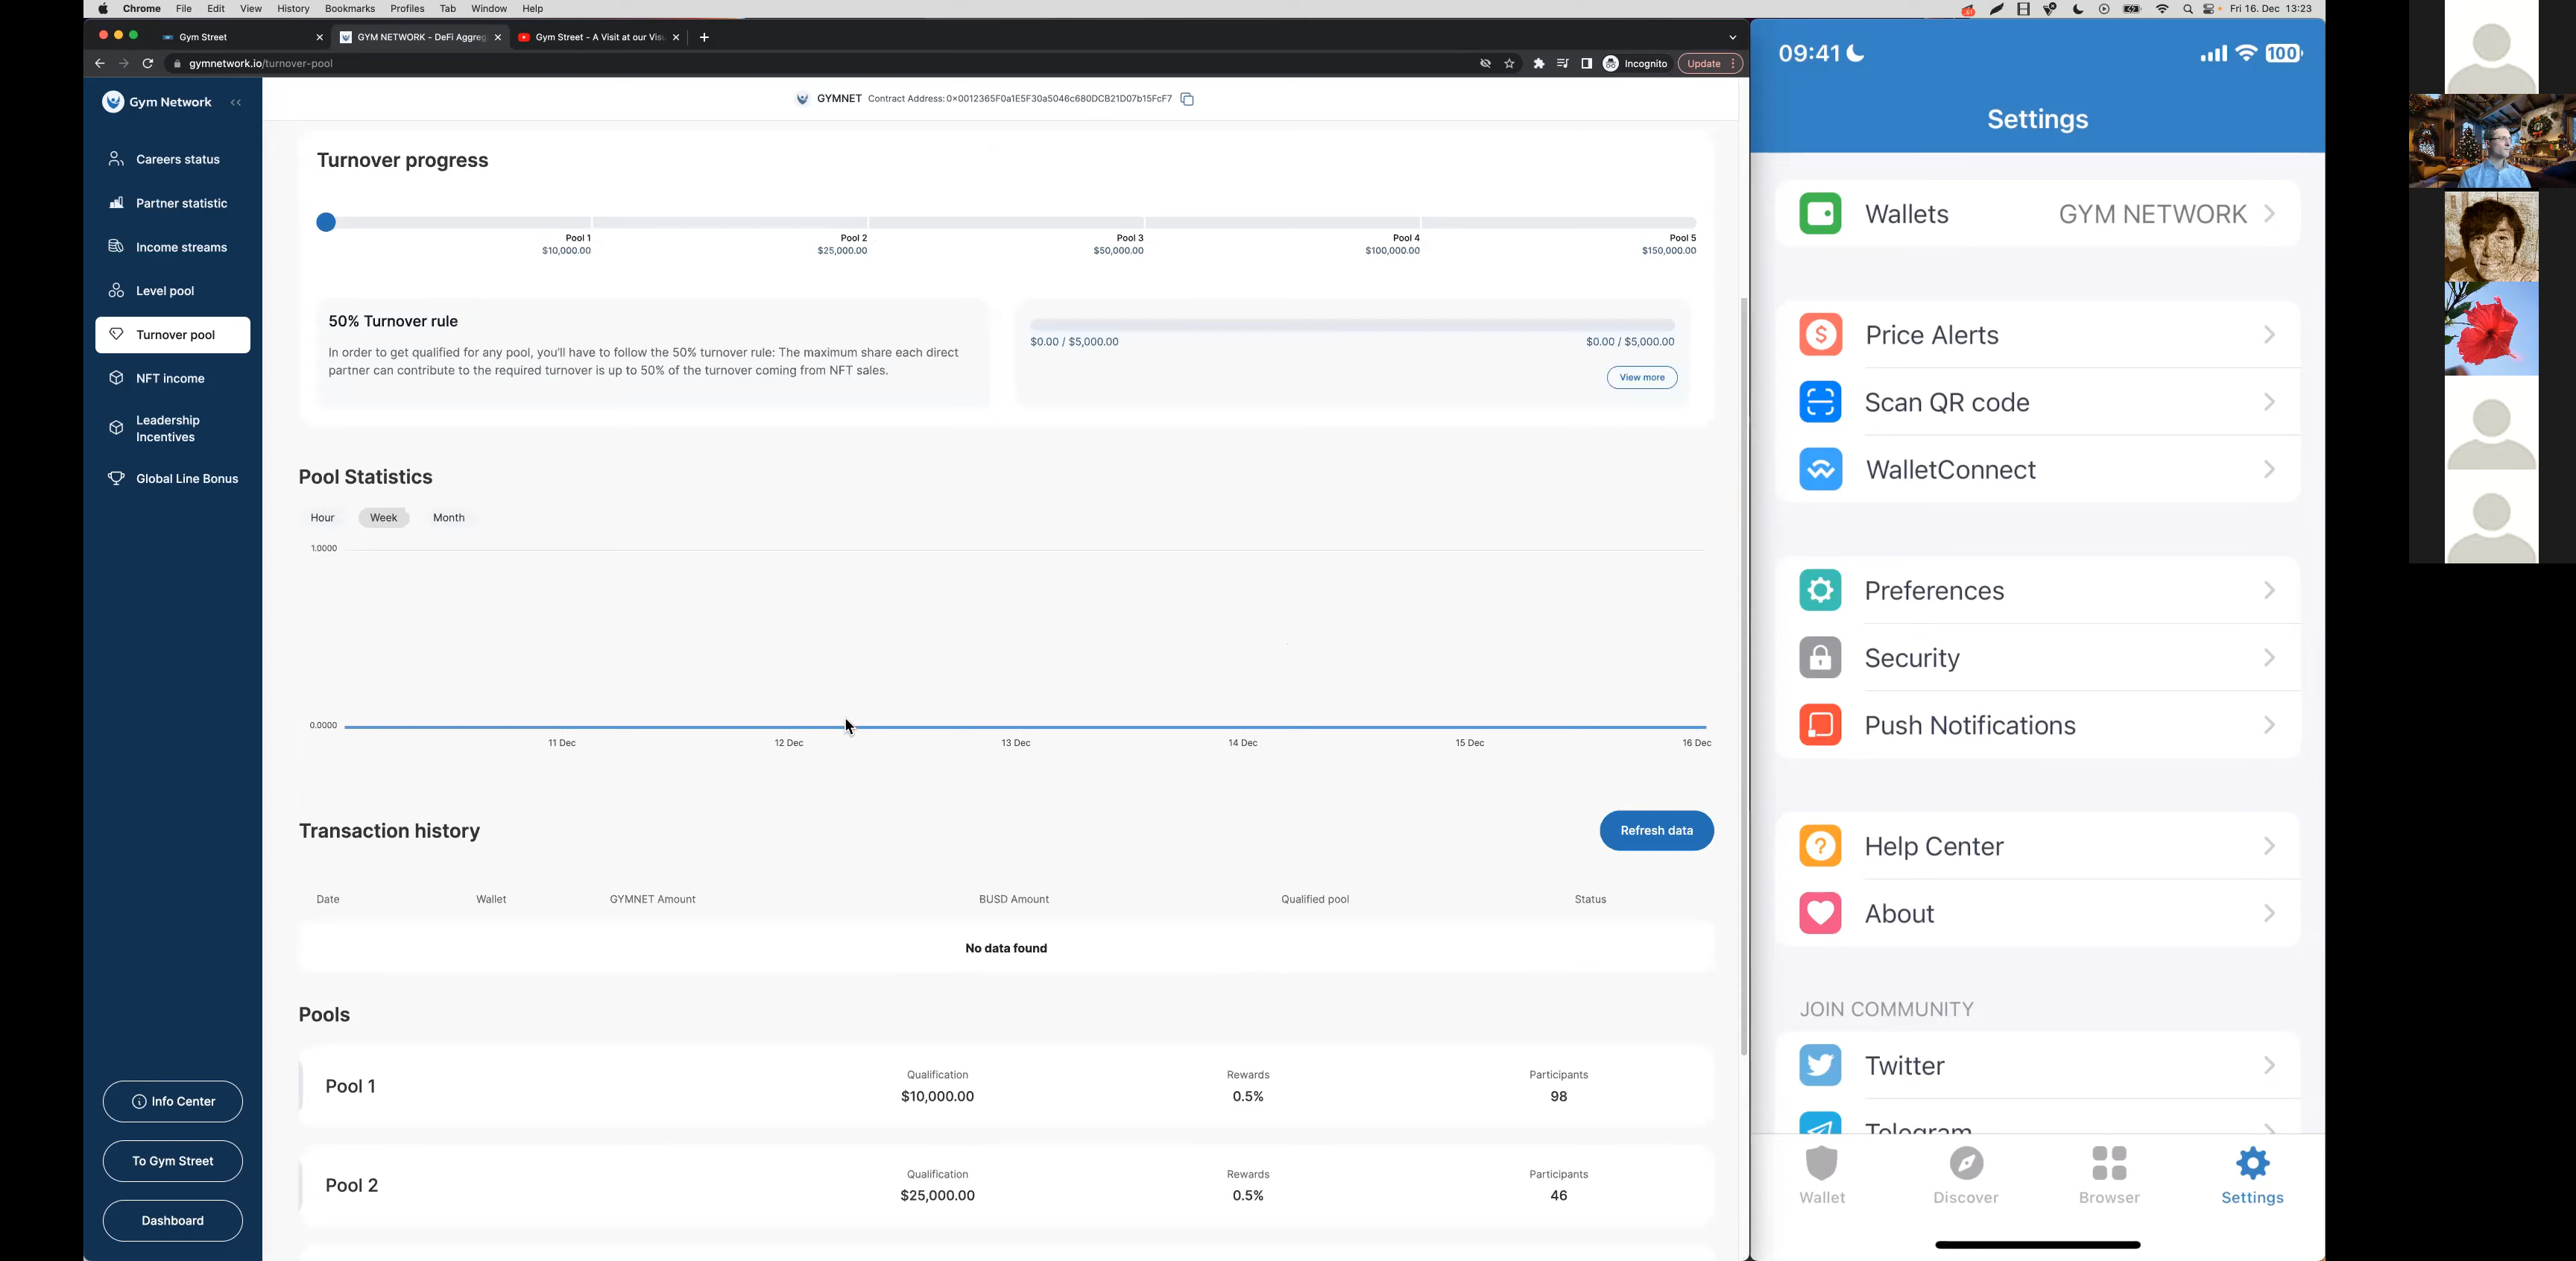 Chrome File Edit View History Bookmarks Profiles Tab Window Help
Fri 16. Dec 13:23
Gym Street
GYM NETWORK - DeFi Aggreg
Gym Street - A Visit at our Visu
gymnetwork.io/turnover-pool
Incognito
Update
Gym Network
Careers status
Partner statistic
Income streams
Level pool
Turnover pool
NFT income
Leadership
Incentives
Global Line Bonus
Info Center
To Gym Street
Dashboard
GYMNET Contract Address: 0x0012365F0a1E5F30a5046c680DCB21D07b15FcF7
Turnover progress
Pool 1 Pool 2 Pool 3 Pool 4 Pool 5
$10,000.00 $25,000.00 $50,000.00 $100,000.00 $150,000.00
50% Turnover rule
In order to get qualified for any pool, you'll have to follow the 50% turnover rule: The maximum share each direct
partner can contribute to the required turnover is up to 50% of the turnover coming from NFT sales.
$0.00 / $5,000.00 $0.00 / $5,000.00
View more
Pool Statistics
Hour Week Month
1.0000
0.0000
11 Dec 12 Dec 13 Dec 14 Dec 15 Dec 16 Dec
Transaction history
Refresh data
Date Wallet GYMNET Amount BUSD Amount Qualified pool Status
No data found
Pools
Pool 1
Qualification Rewards Participants
$10,000.00 0.5% 98
Pool 2
Qualification Rewards Participants
$25,000.00 0.5% 46
09:41
100
Settings
Wallets GYM NETWORK
Price Alerts
Scan QR code
WalletConnect
Preferences
Security
Push Notifications
Help Center
About
JOIN COMMUNITY
Twitter
Telegram
Wallet Discover Browser Settings